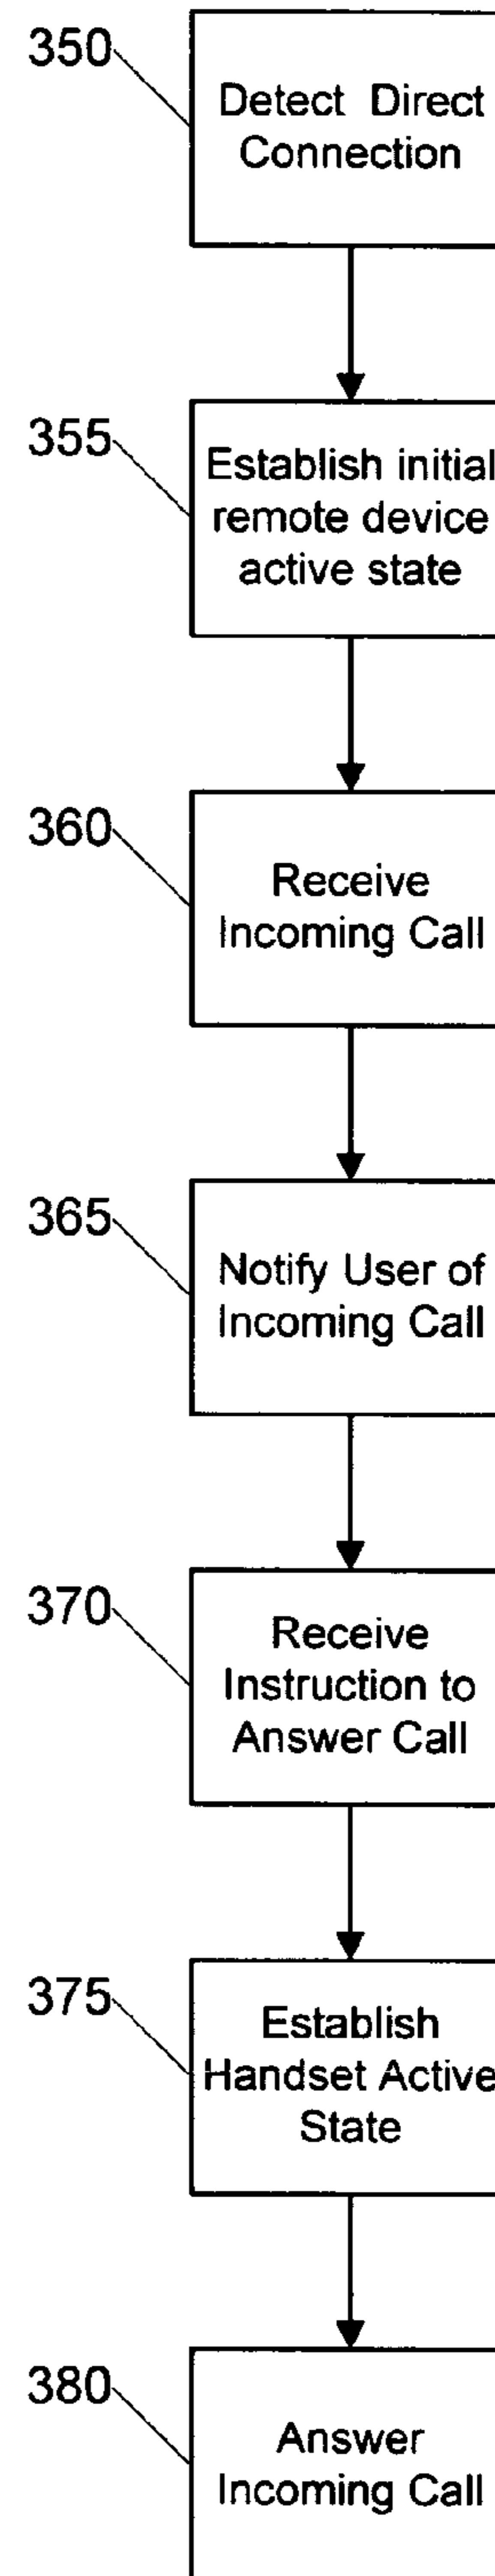 350
Detect Direct
Connection
355
Establish initial
remote device
active state
360
Receive
Incoming Call
365
Notify User of
Incoming Call
370
Receive
Instruction to
Answer Call
375
Establish
Handset Active
State
380
Answer
Incoming Call